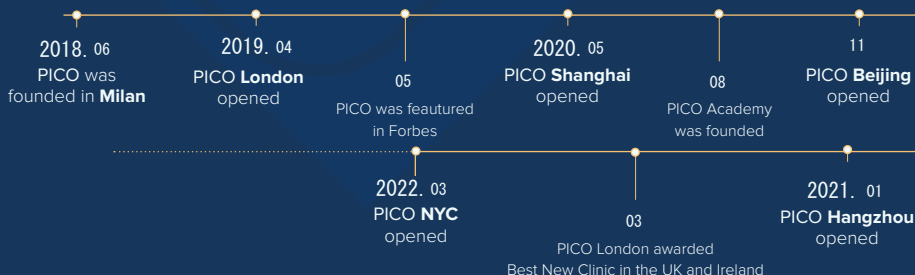 2018. 06
PICO was
founded in Milan
2019. 04
PICO London
opened
05
PICO was feautured
in Forbes
2020. 05
PICO Shanghai
opened
08
PICO Academy
was founded
11
PICO Beijing
opened
2022. 03
PICO NYC
opened
03
PICO London awarded
Best New Clinic in the UK and Ireland
2021. 01
PICO Hangzhou
opened